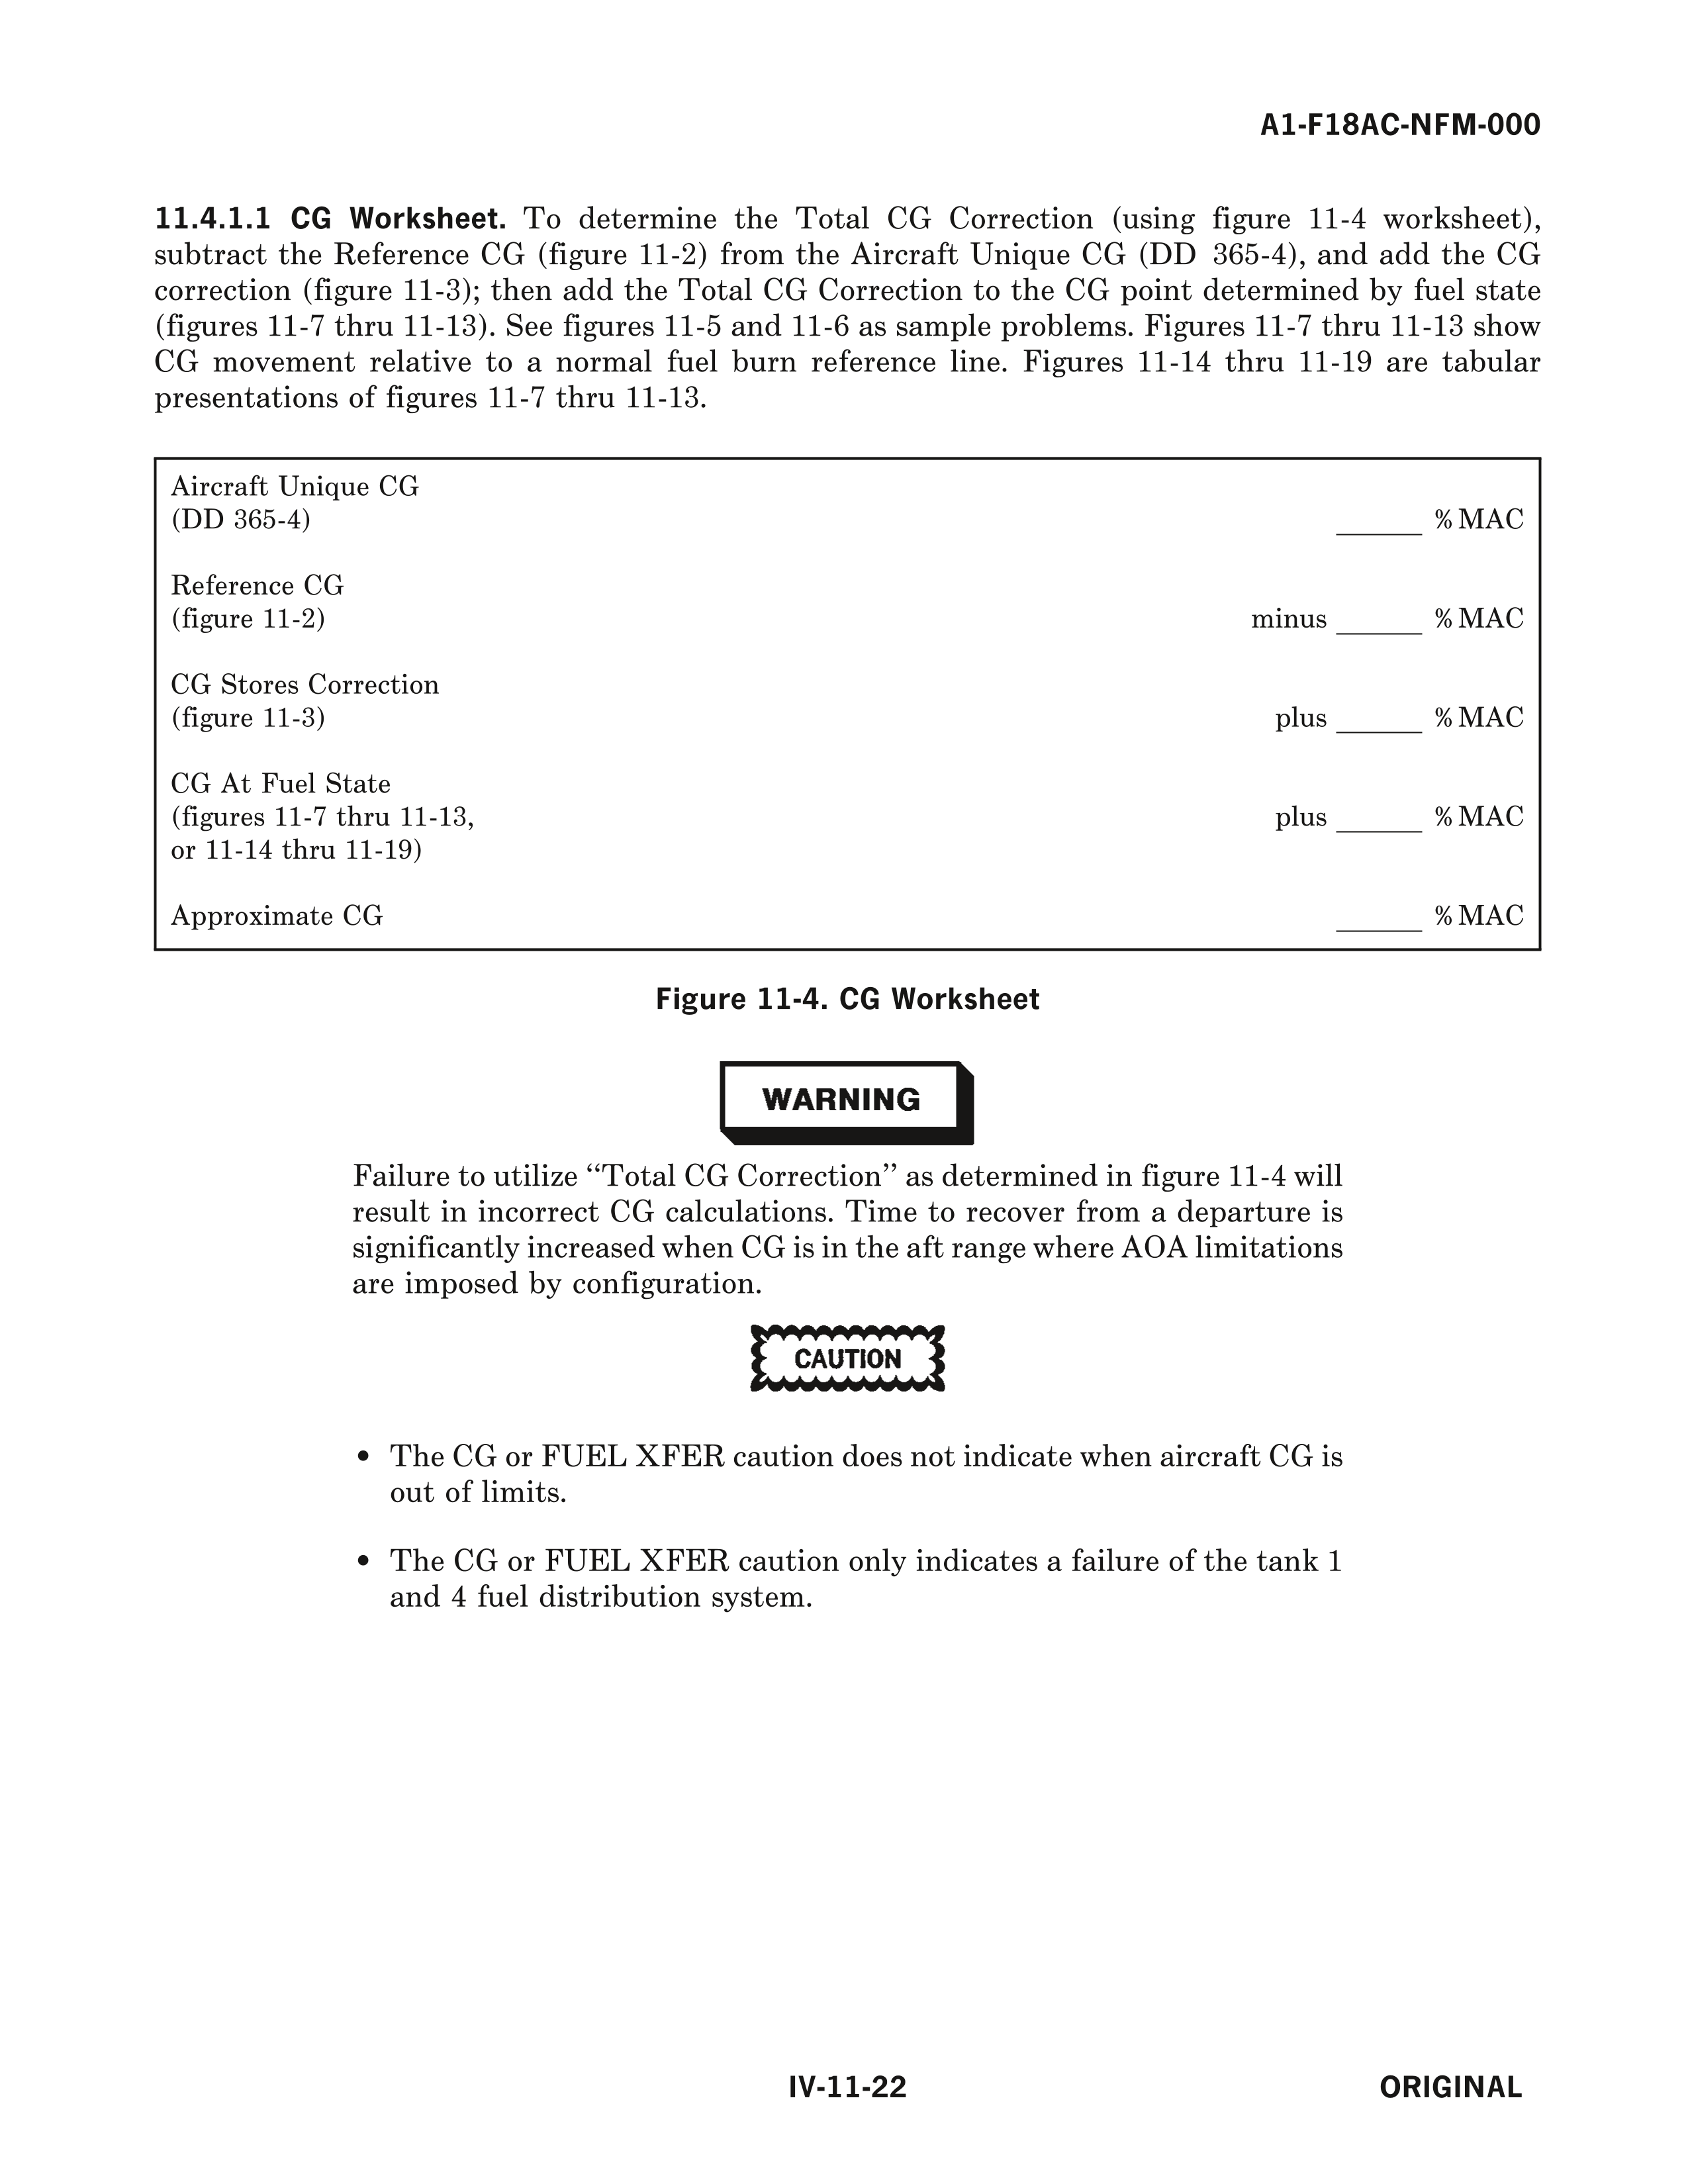 A1-F18AC-NFM-000
11.4.1.1 CG Worksheet. To determine the Total CG Correction (using figure 11-4 worksheet),
subtract the Reference CG (figure 11-2) from the Aircraft Unique CG (DD 365-4), and add the CG
correction (figure 11-3); then add the Total CG Correction to the CG point determined by fuel state
(figures 11-7 thru 11-13). See figures 11-5 and 11-6 as sample problems. Figures 11-7 thru 11-13 show
CG movement relative to a normal fuel burn reference line. Figures 11-14 thru 11-19 are tabular
presentations of figures 11-7 thru 11-13.
Aircraft Unique CG
(DD 365-4) ______ % MAC
Reference CG
(figure 11-2) minus ______ % MAC
CG Stores Correction
(figure 11-3) plus ______ % MAC
CG At Fuel State
(figures 11-7 thru 11-13, plus ______ % MAC
or 11-14 thru 11-19)
Approximate CG ______ % MAC
Figure 11-4. CG Worksheet
WARNING
Failure to utilize ‘‘Total CG Correction’’ as determined in figure 11-4 will
result in incorrect CG calculations. Time to recover from a departure is
significantly increased when CG is in the aft range where AOA limitations
are imposed by configuration.
CAUTION
• The CG or FUEL XFER caution does not indicate when aircraft CG is
out of limits.
• The CG or FUEL XFER caution only indicates a failure of the tank 1
and 4 fuel distribution system.
IV-11-22 ORIGINAL